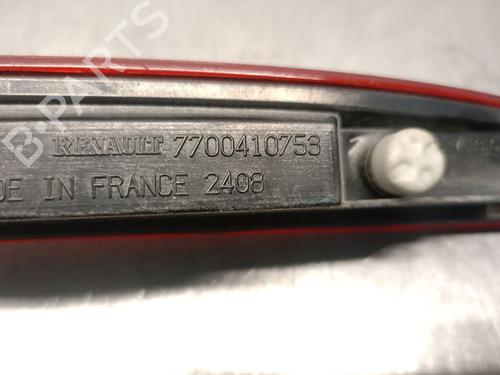 B-PARTS
RENAULT 7700410753
DE IN FRANCE 2408